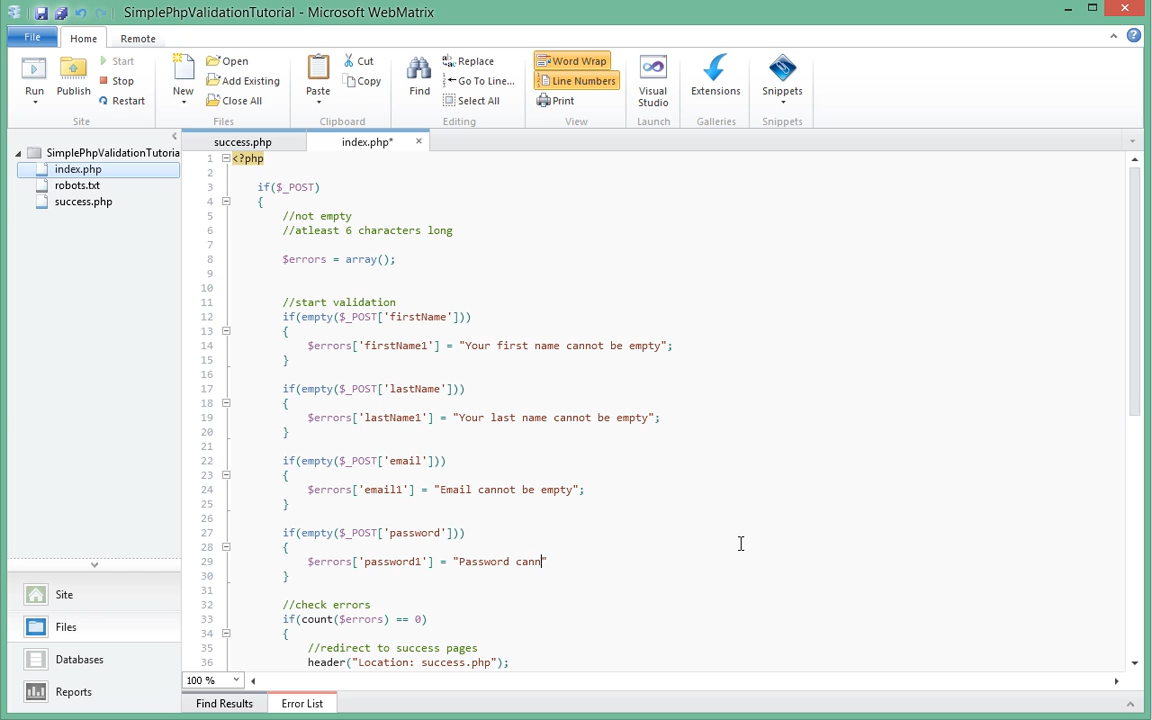 SimplePhpValidationTutorial - Microsoft WebMatrix
File Home Remote
Run
Publish
Start
Stop
Restart
Site
New
Open
Add Existing
Close All
Files
Paste
Cut
Copy
Clipboard
Find
Replace
Go To Line...
Select All
Editing
Word Wrap
Line Numbers
Print
View
Visual Studio
Launch
Extensions
Galleries
Snippets
Snippets
SimplePhpValidationTutoria
index.php
robots.txt
success.php
Site
Files
Databases
Reports
success.php index.php*
1 <?php
2
3 if($_POST)
4 {
5 //not empty
6 //atleast 6 characters long
7
8 $errors = array();
9
10
11 //start validation
12 if(empty($_POST['firstName']))
13 {
14 $errors['firstName1'] = "Your first name cannot be empty";
15 }
16
17 if(empty($_POST['lastName']))
18 {
19 $errors['lastName1'] = "Your last name cannot be empty";
20 }
21
22 if(empty($_POST['email']))
23 {
24 $errors['email1'] = "Email cannot be empty";
25 }
26
27 if(empty($_POST['password']))
28 {
29 $errors['password1'] = "Password cann"
30 }
31
32 //check errors
33 if(count($errors) == 0)
34 {
35 //redirect to success pages
36 header("Location: success.php");
100 %
Find Results Error List